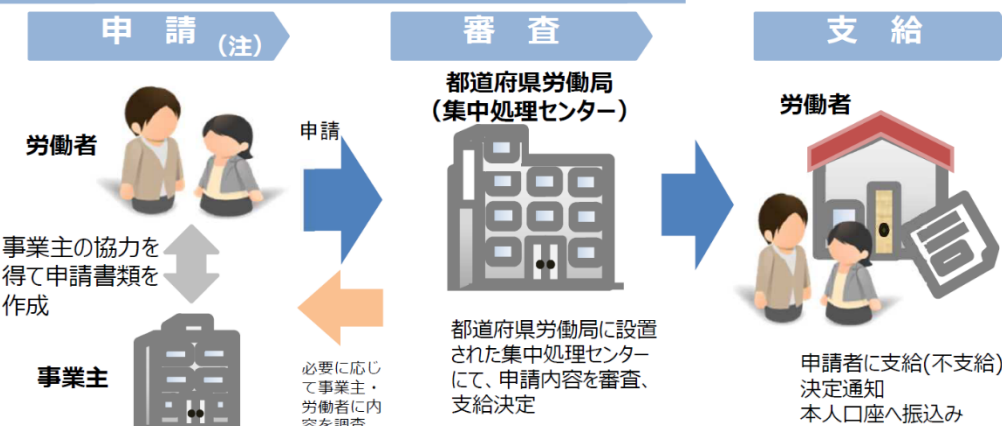 申　請（注）
審　査
支　給
労働者
申請
事業主の協力を
得て申請書類を
作成
事業主
必要に応じ
て事業主・
労働者に内
容を調査
都道府県労働局
（集中処理センター）
都道府県労働局に設置
された集中処理センター
にて、申請内容を審査、
支給決定
労働者
申請者に支給(不支給)
決定通知
本人口座へ振込み